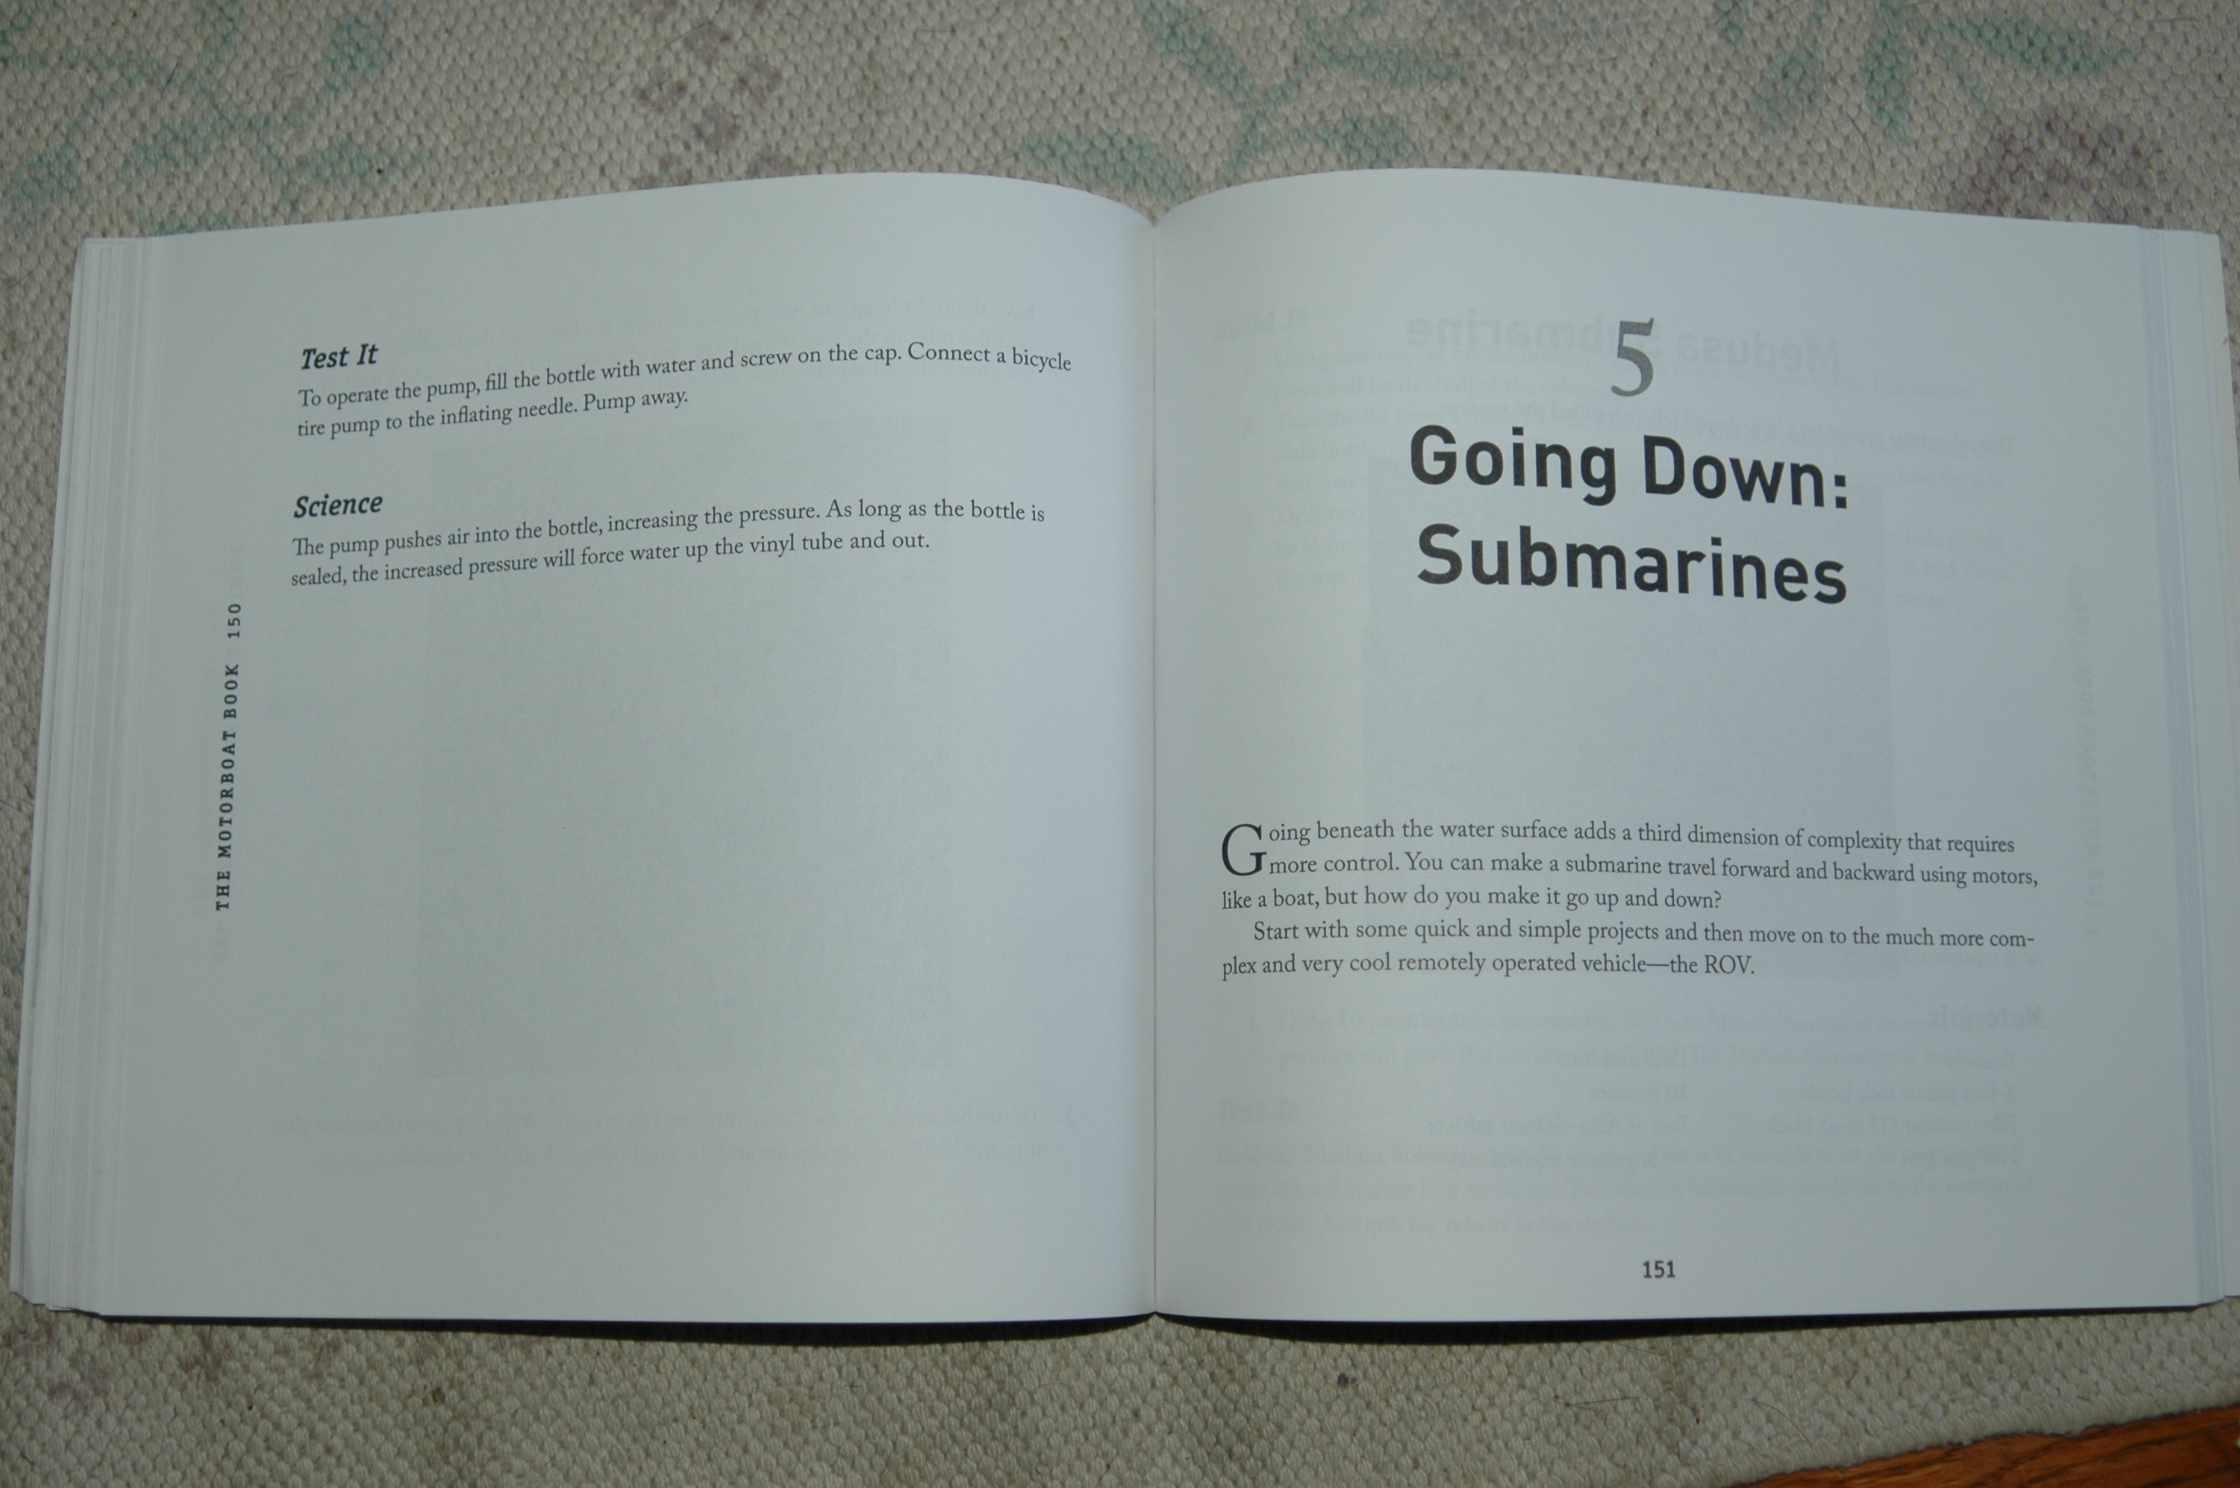 Test It
To operate the pump, fill the bottle with water and screw on the cap. Connect a bicycle
tire pump to the inflating needle. Pump away.
Science
The pump pushes air into the bottle, increasing the pressure. As long as the bottle is
sealed, the increased pressure will force water up the vinyl tube and out.
THE MOTORBOAT BOOK 150
5
Going Down:
Submarines
Going beneath the water surface adds a third dimension of complexity that requires
more control. You can make a submarine travel forward and backward using motors,
like a boat, but how do you make it go up and down?
Start with some quick and simple projects and then move on to the much more com-
plex and very cool remotely operated vehicle—the ROV.
151